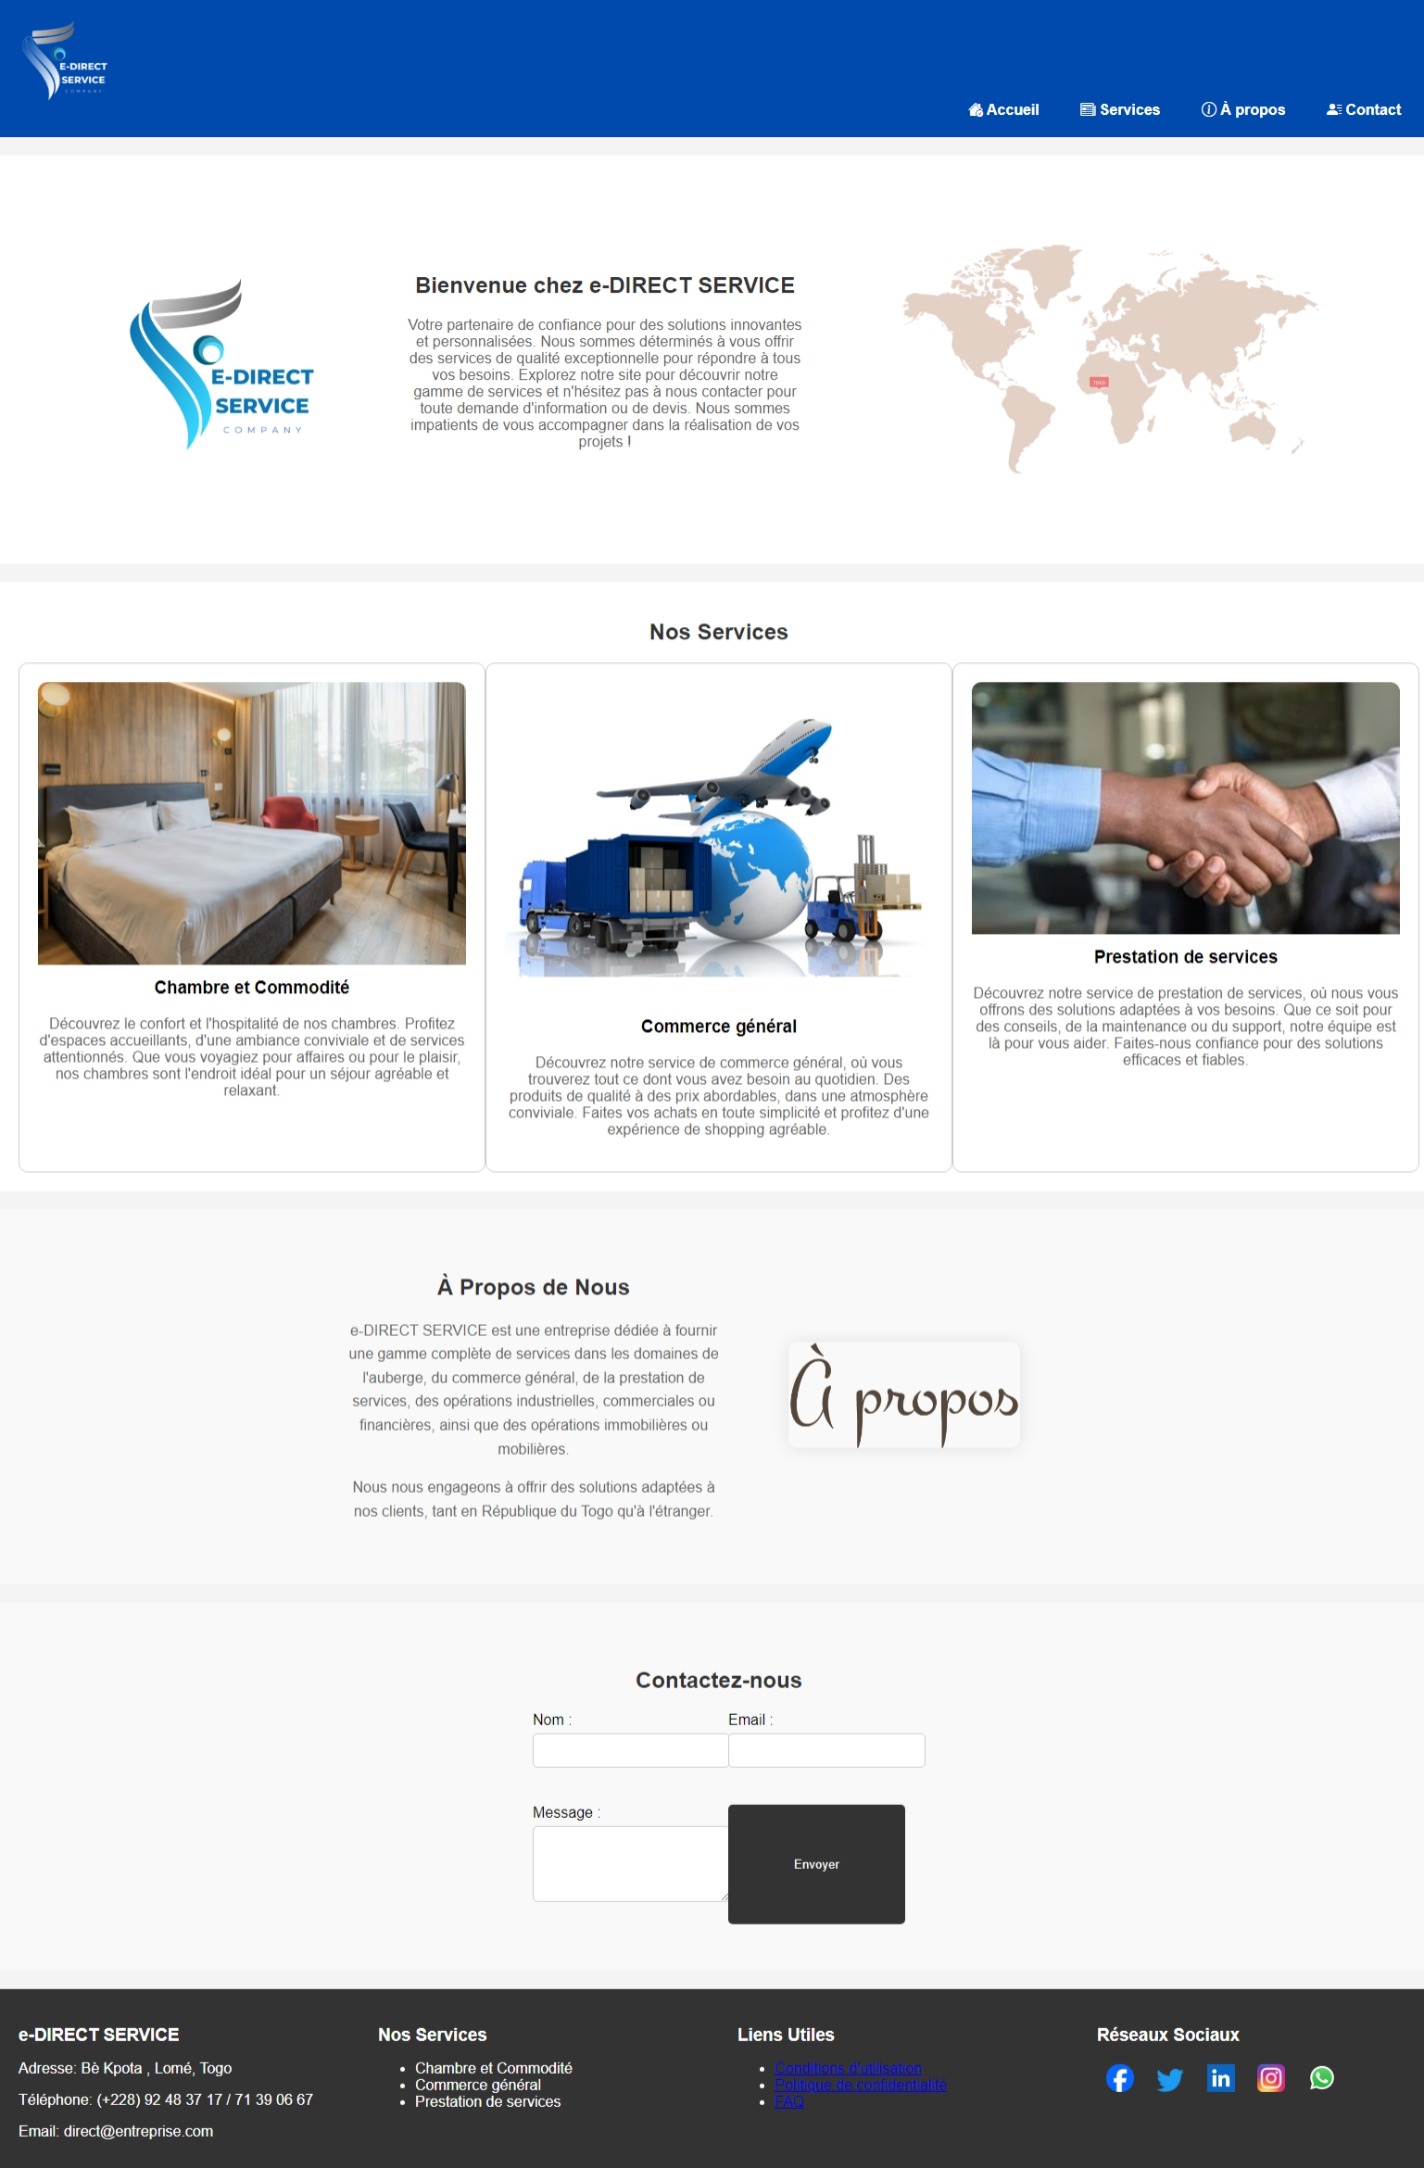 E-DIRECT
SERVICE
COMPANY
Accueil
Services
À propos
Contact
E-DIRECT
SERVICE
COMPANY
Bienvenue chez e-DIRECT SERVICE
Votre partenaire de confiance pour des solutions innovantes
et personnalisées. Nous sommes déterminés à vous offrir
des services de qualité exceptionnelle pour répondre à tous
vos besoins. Explorez notre site pour découvrir notre
gamme de services et n'hésitez pas à nous contacter pour
toute demande d'information ou de devis. Nous sommes
impatients de vous accompagner dans la réalisation de vos
projets !
TOGO
Nos Services
Chambre et Commodité
Découvrez le confort et l'hospitalité de nos chambres. Profitez
d'espaces accueillants, d'une ambiance conviviale et de services
attentionnés. Que vous voyagiez pour affaires ou pour le plaisir,
nos chambres sont l'endroit idéal pour un séjour agréable et
relaxant.
Commerce général
Découvrez notre service de commerce général, où vous
trouverez tout ce dont vous avez besoin au quotidien. Des
produits de qualité à des prix abordables, dans une atmosphère
conviviale. Faites vos achats en toute simplicité et profitez d'une
expérience de shopping agréable.
Prestation de services
Découvrez notre service de prestation de services, où nous vous
offrons des solutions adaptées à vos besoins. Que ce soit pour
des conseils, de la maintenance ou du support, notre équipe est
là pour vous aider. Faites-nous confiance pour des solutions
efficaces et fiables.
À Propos de Nous
e-DIRECT SERVICE est une entreprise dédiée à fournir
une gamme complète de services dans les domaines de
l'auberge, du commerce général, de la prestation de
services, des opérations industrielles, commerciales ou
financières, ainsi que des opérations immobilières ou
mobilières.
Nous nous engageons à offrir des solutions adaptées à
nos clients, tant en République du Togo qu'à l'étranger.
À propos
Contactez-nous
Nom :
Email :
Message :
Envoyer
e-DIRECT SERVICE
Adresse: Bè Kpota , Lomé, Togo
Téléphone: (+228) 92 48 37 17 / 71 39 06 67
Email: direct@entreprise.com
Nos Services
Chambre et Commodité
Commerce général
Prestation de services
Liens Utiles
Conditions d'utilisation
Politique de confidentialité
FAQ
Réseaux Sociaux